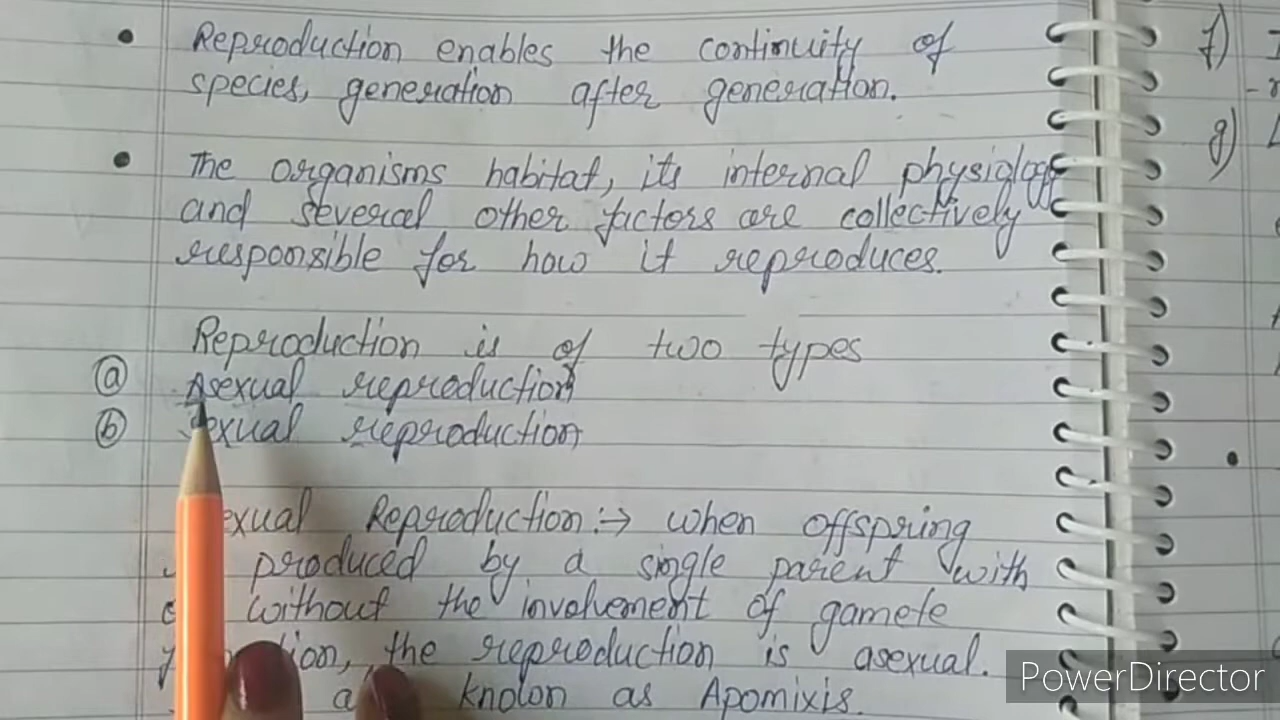 Reproduction enables the continuity of
species, generation after generation.
The organisms habitat, its internal physiology
and several other factors are collectively
responsible for how it reproduces.
Reproduction is of two types
(a) Asexual reproduction
(b) Sexual reproduction
exual Reproduction:→ when offspring
produced by a single parent with
without the involvement of gamete
tion, the reproduction is asexual.
a known as Apomixis.
f)
g)
PowerDirector